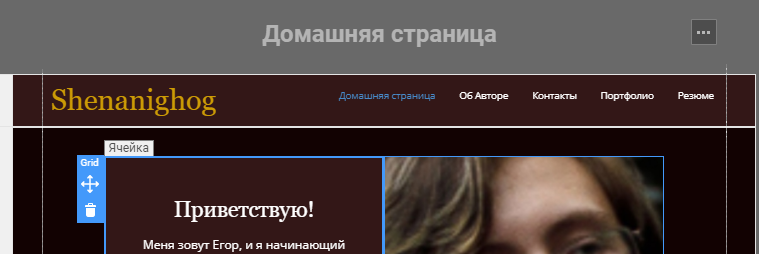 Домашняя страница
Shenanighog
Домашняя страница Об Авторе Контакты Портфолио Резюме
Ячейка
Grid
Приветствую!
Меня зовут Егор, и я начинающий